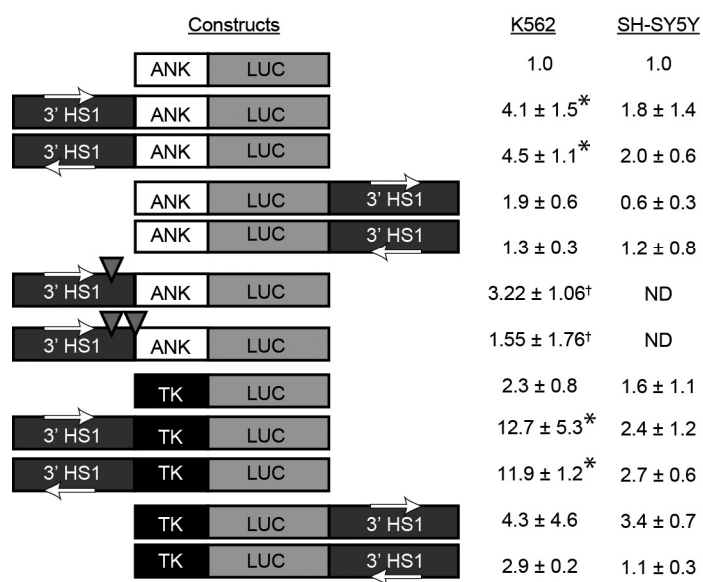 Constructs K562 SH-SY5Y
ANK LUC 1.0 1.0
3' HS1 ANK LUC 4.1 ± 1.5* 1.8 ± 1.4
3' HS1 ANK LUC 4.5 ± 1.1* 2.0 ± 0.6
ANK LUC 3' HS1 1.9 ± 0.6 0.6 ± 0.3
ANK LUC 3' HS1 1.3 ± 0.3 1.2 ± 0.8
3' HS1 ANK LUC 3.22 ± 1.06† ND
3' HS1 ANK LUC 1.55 ± 1.76† ND
TK LUC 2.3 ± 0.8 1.6 ± 1.1
3' HS1 TK LUC 12.7 ± 5.3* 2.4 ± 1.2
3' HS1 TK LUC 11.9 ± 1.2* 2.7 ± 0.6
TK LUC 3' HS1 4.3 ± 4.6 3.4 ± 0.7
TK LUC 3' HS1 2.9 ± 0.2 1.1 ± 0.3